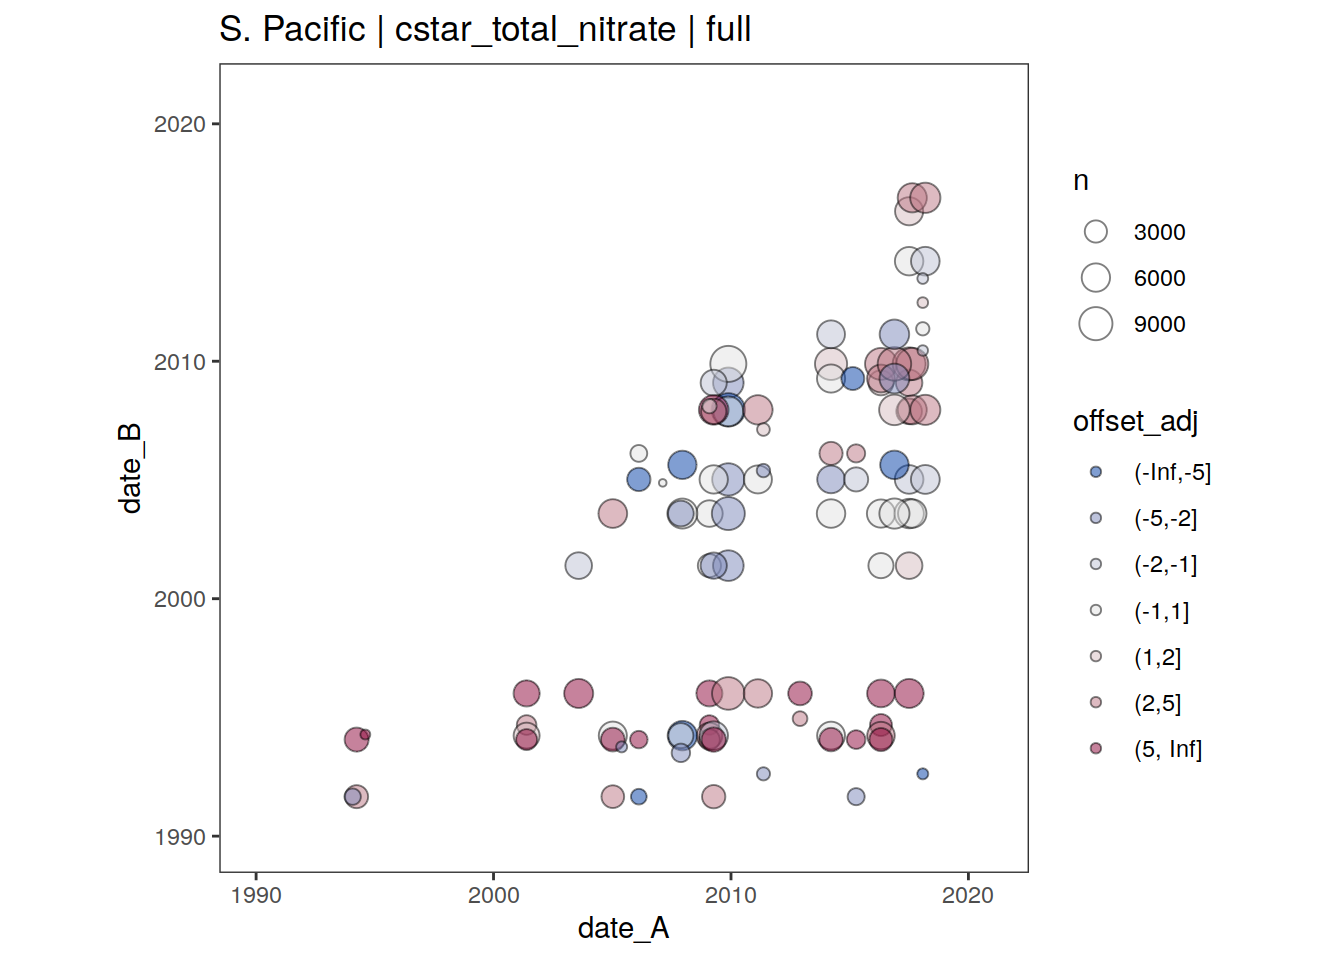 S. Pacific | cstar_total_nitrate | full
2020
2010
2000
1990
date_B
1990
2000
2010
2020
date_A
n
3000
6000
9000
offset_adj
(-Inf,-5]
(-5,-2]
(-2,-1]
(-1,1]
(1,2]
(2,5]
(5, Inf]